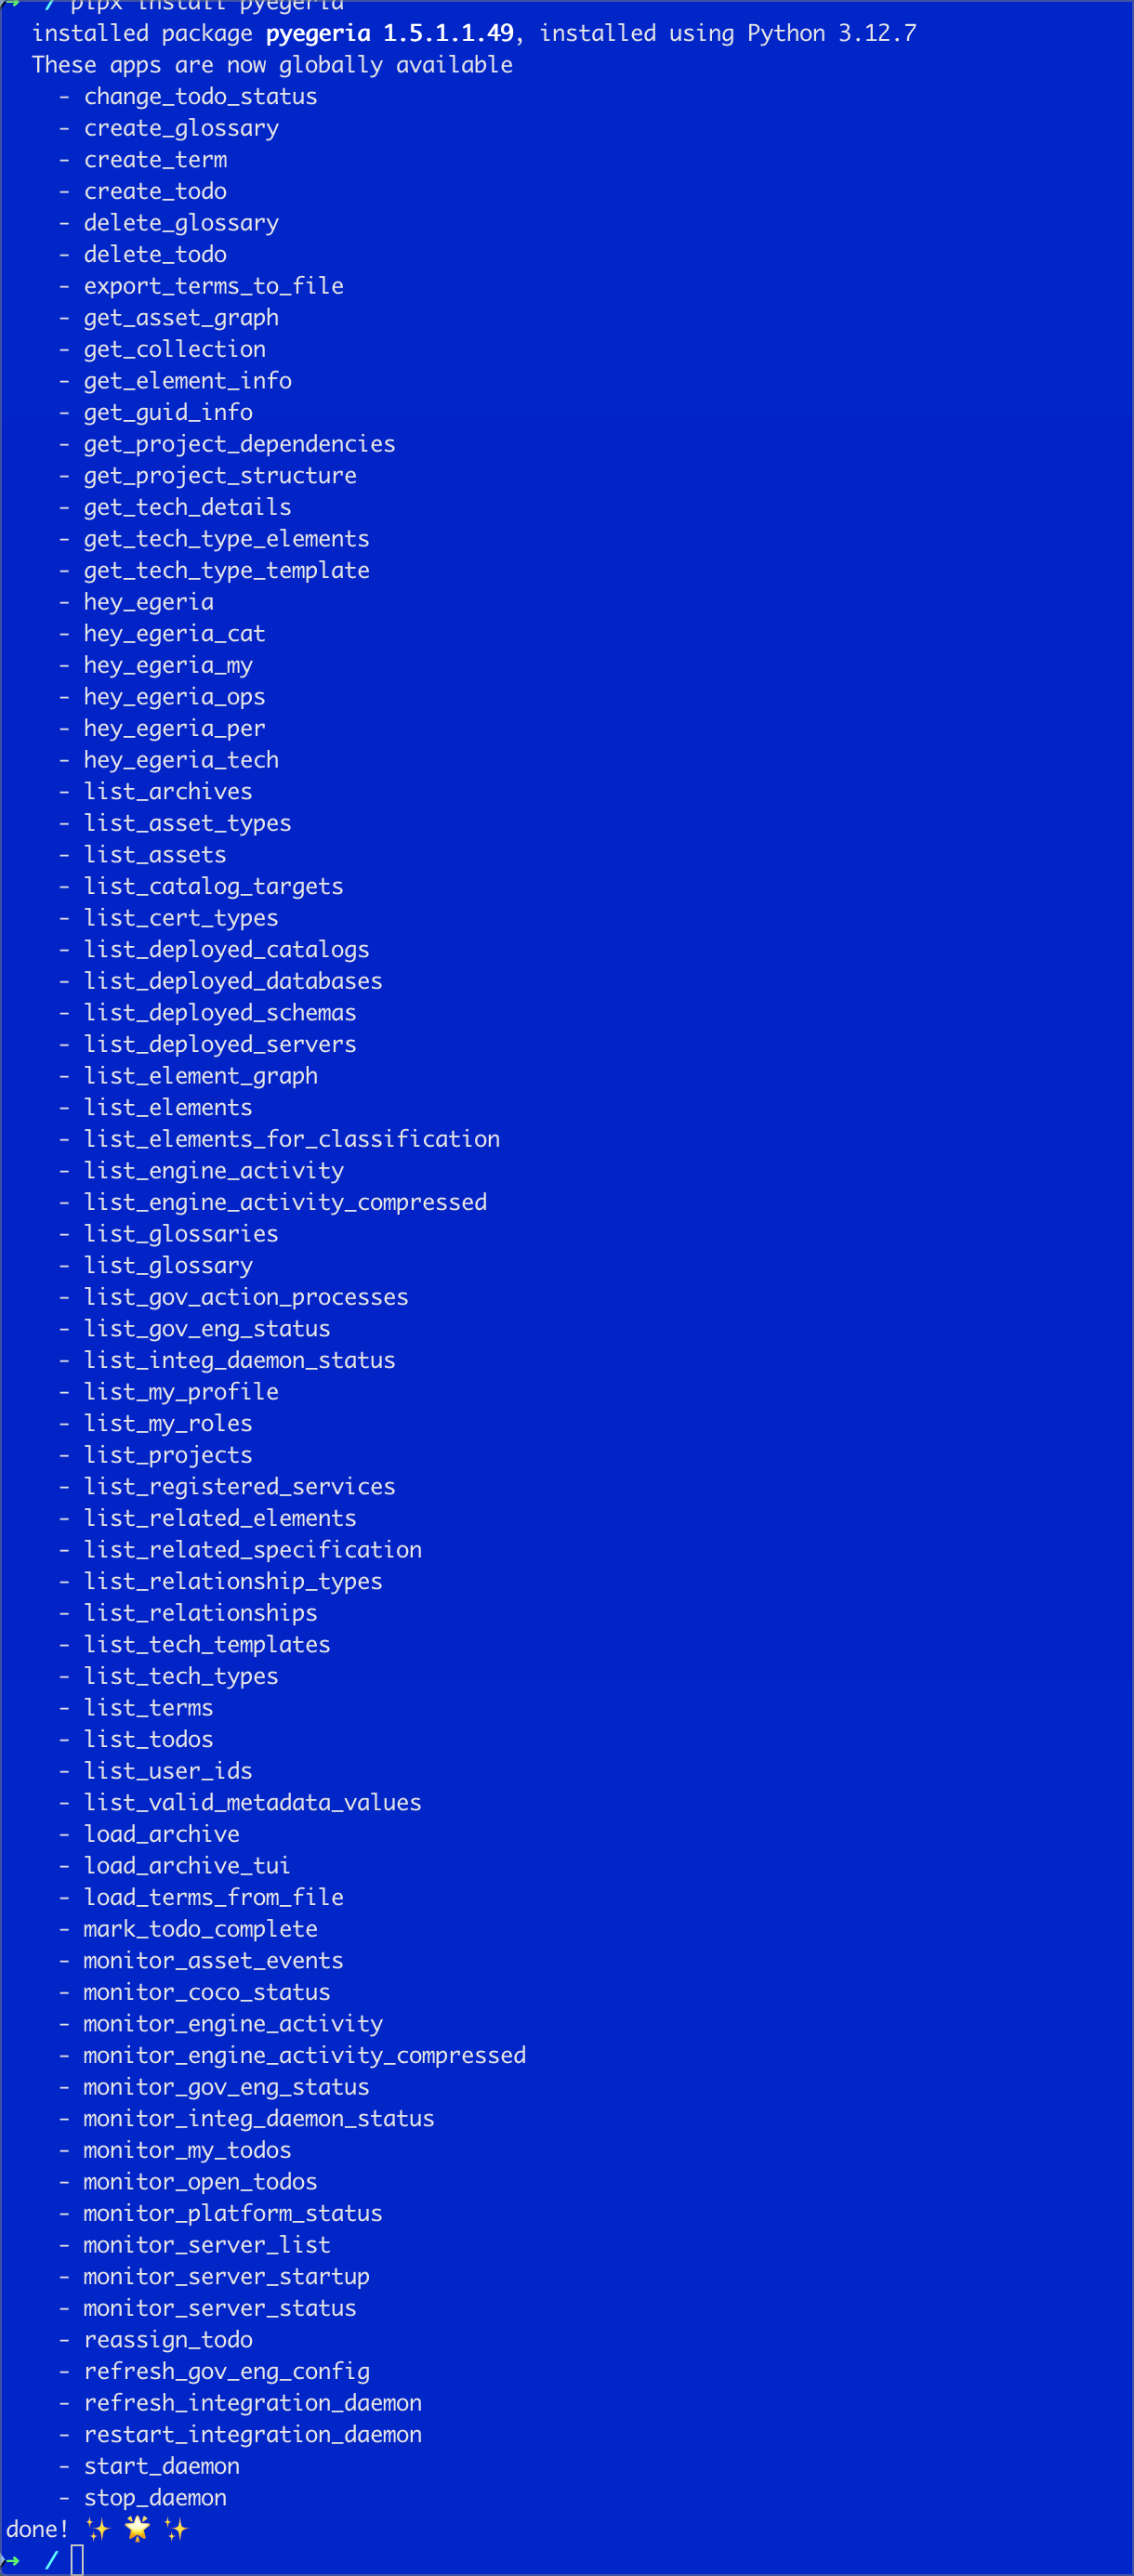 ➜  / pipx install pyegeria
  installed package pyegeria 1.5.1.1.49, installed using Python 3.12.7
  These apps are now globally available
    - change_todo_status
    - create_glossary
    - create_term
    - create_todo
    - delete_glossary
    - delete_todo
    - export_terms_to_file
    - get_asset_graph
    - get_collection
    - get_element_info
    - get_guid_info
    - get_project_dependencies
    - get_project_structure
    - get_tech_details
    - get_tech_type_elements
    - get_tech_type_template
    - hey_egeria
    - hey_egeria_cat
    - hey_egeria_my
    - hey_egeria_ops
    - hey_egeria_per
    - hey_egeria_tech
    - list_archives
    - list_asset_types
    - list_assets
    - list_catalog_targets
    - list_cert_types
    - list_deployed_catalogs
    - list_deployed_databases
    - list_deployed_schemas
    - list_deployed_servers
    - list_element_graph
    - list_elements
    - list_elements_for_classification
    - list_engine_activity
    - list_engine_activity_compressed
    - list_glossaries
    - list_glossary
    - list_gov_action_processes
    - list_gov_eng_status
    - list_integ_daemon_status
    - list_my_profile
    - list_my_roles
    - list_projects
    - list_registered_services
    - list_related_elements
    - list_related_specification
    - list_relationship_types
    - list_relationships
    - list_tech_templates
    - list_tech_types
    - list_terms
    - list_todos
    - list_user_ids
    - list_valid_metadata_values
    - load_archive
    - load_archive_tui
    - load_terms_from_file
    - mark_todo_complete
    - monitor_asset_events
    - monitor_coco_status
    - monitor_engine_activity
    - monitor_engine_activity_compressed
    - monitor_gov_eng_status
    - monitor_integ_daemon_status
    - monitor_my_todos
    - monitor_open_todos
    - monitor_platform_status
    - monitor_server_list
    - monitor_server_startup
    - monitor_server_status
    - reassign_todo
    - refresh_gov_eng_config
    - refresh_integration_daemon
    - restart_integration_daemon
    - start_daemon
    - stop_daemon
done! ✨ 🌟 ✨
➜  /